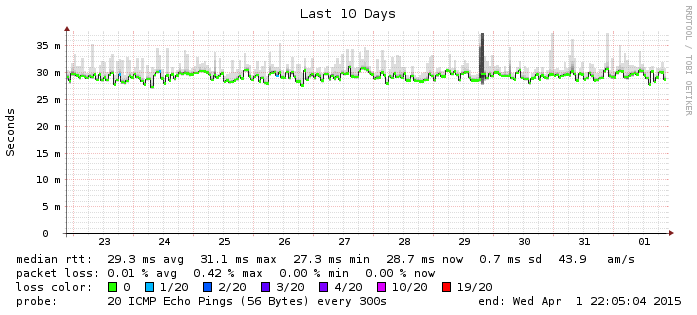 Last 10 Days
RRDTOOL / TOBI OETIKER
Seconds
35 m
30 m
25 m
20 m
15 m
10 m
5 m
0
23 24 25 26 27 28 29 30 31 01
median rtt: 29.3 ms avg 31.1 ms max 27.3 ms min 28.7 ms now 0.7 ms sd 43.9 am/s
packet loss: 0.01 % avg 0.42 % max 0.00 % min 0.00 % now
loss color: 0 1/20 2/20 3/20 4/20 10/20 19/20
probe: 20 ICMP Echo Pings (56 Bytes) every 300s end: Wed Apr 1 22:05:04 2015